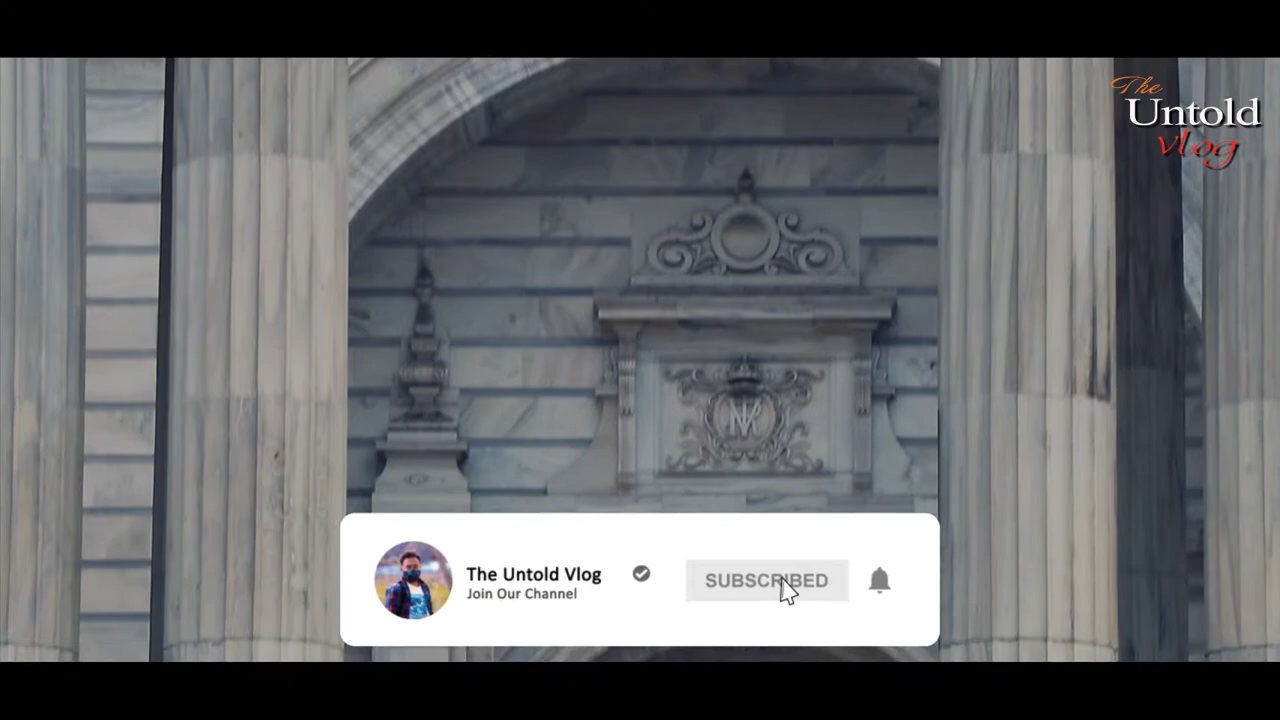 The
Untold
vlog
The Untold Vlog
Join Our Channel
SUBSCRIBED